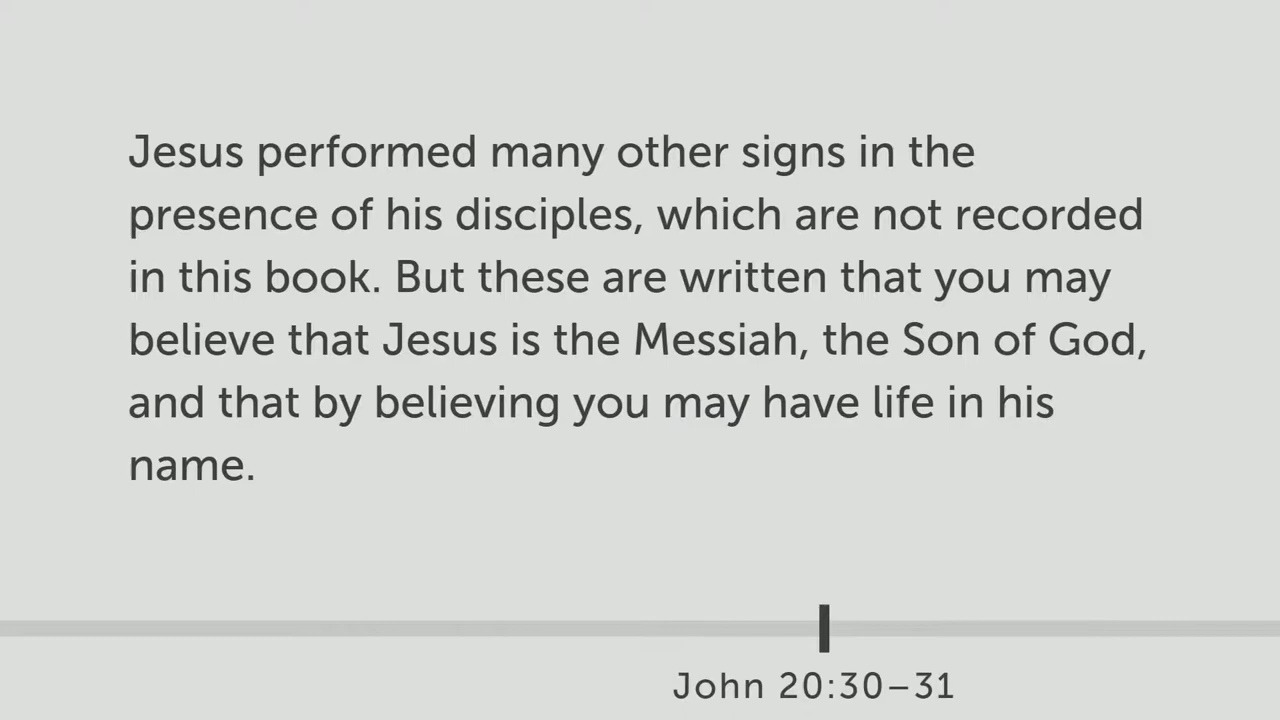 Jesus performed many other signs in the
presence of his disciples, which are not recorded
in this book. But these are written that you may
believe that Jesus is the Messiah, the Son of God,
and that by believing you may have life in his
name.
John 20:30–31